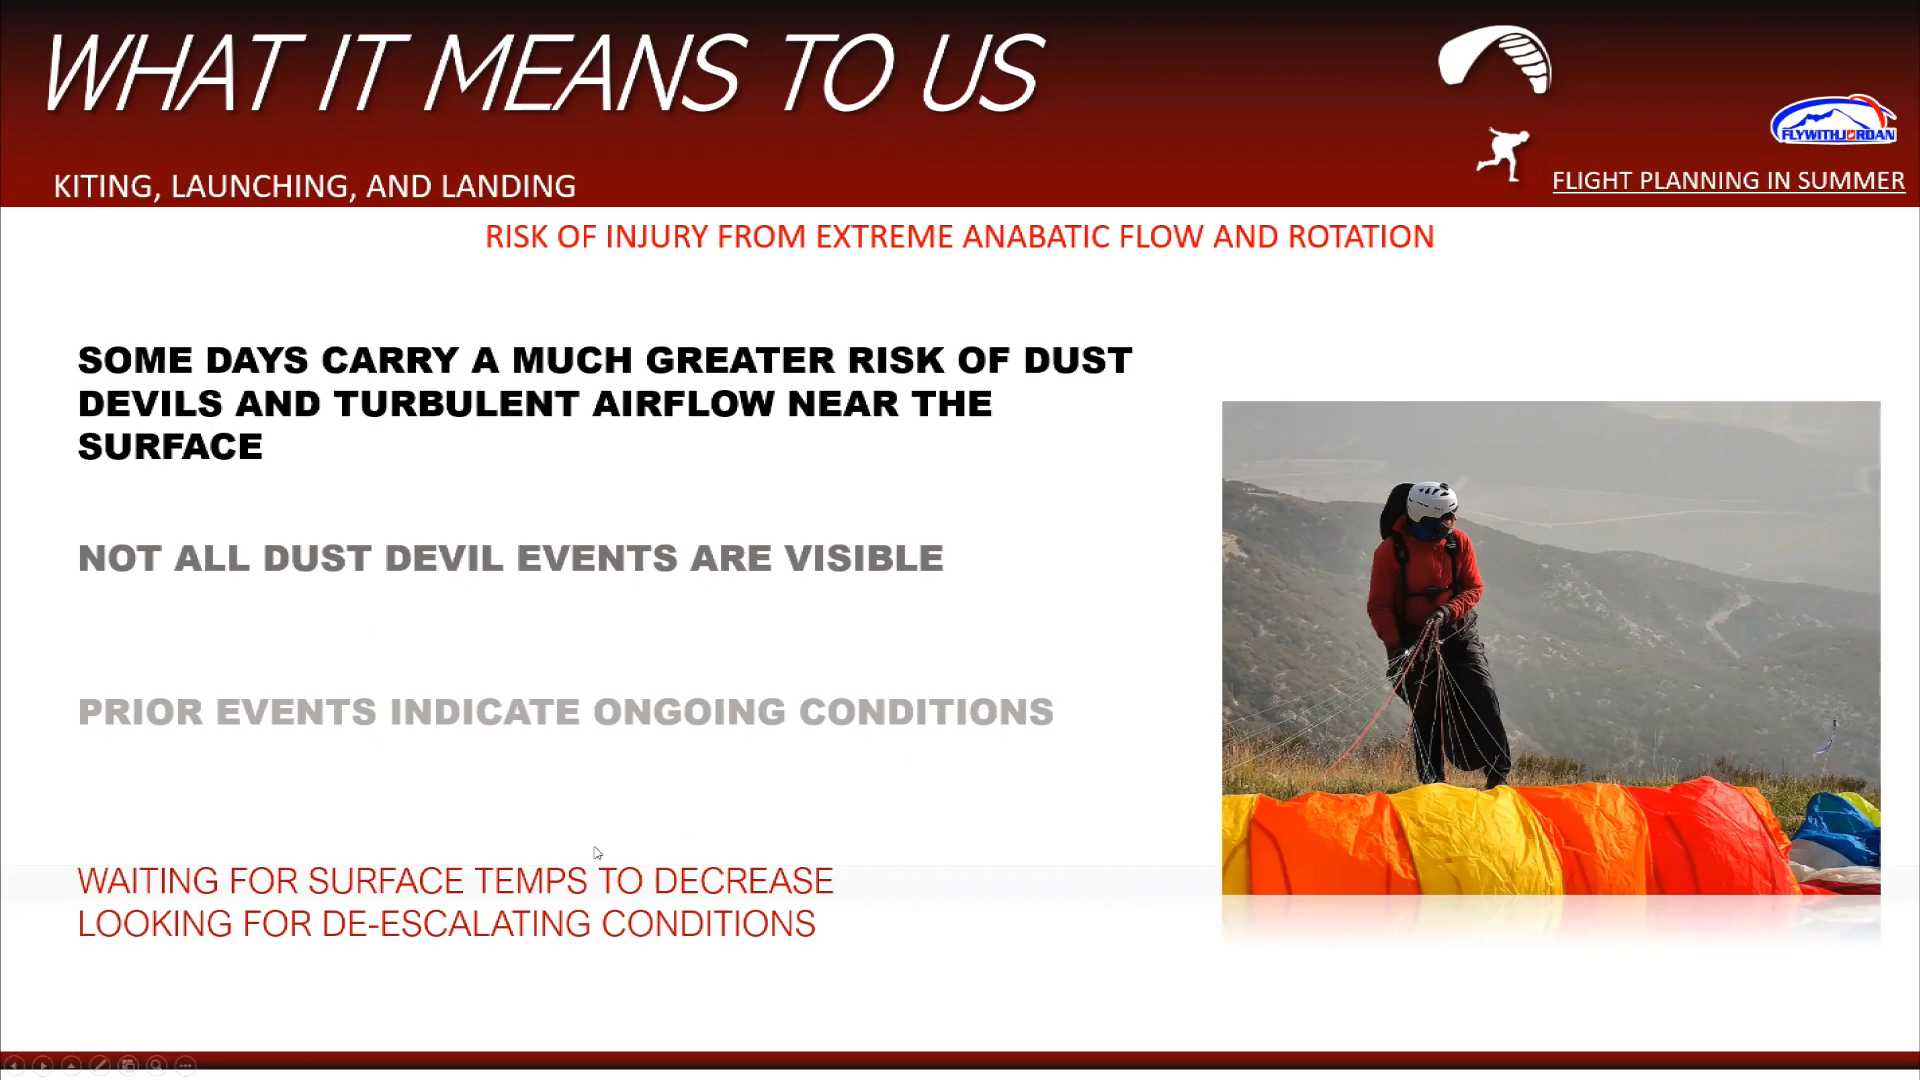 WHAT IT MEANS TO US
FLYWITHJORDAN
KITING, LAUNCHING, AND LANDING
FLIGHT PLANNING IN SUMMER
RISK OF INJURY FROM EXTREME ANABATIC FLOW AND ROTATION
SOME DAYS CARRY A MUCH GREATER RISK OF DUST
DEVILS AND TURBULENT AIRFLOW NEAR THE
SURFACE
NOT ALL DUST DEVIL EVENTS ARE VISIBLE
PRIOR EVENTS INDICATE ONGOING CONDITIONS
WAITING FOR SURFACE TEMPS TO DECREASE
LOOKING FOR DE-ESCALATING CONDITIONS